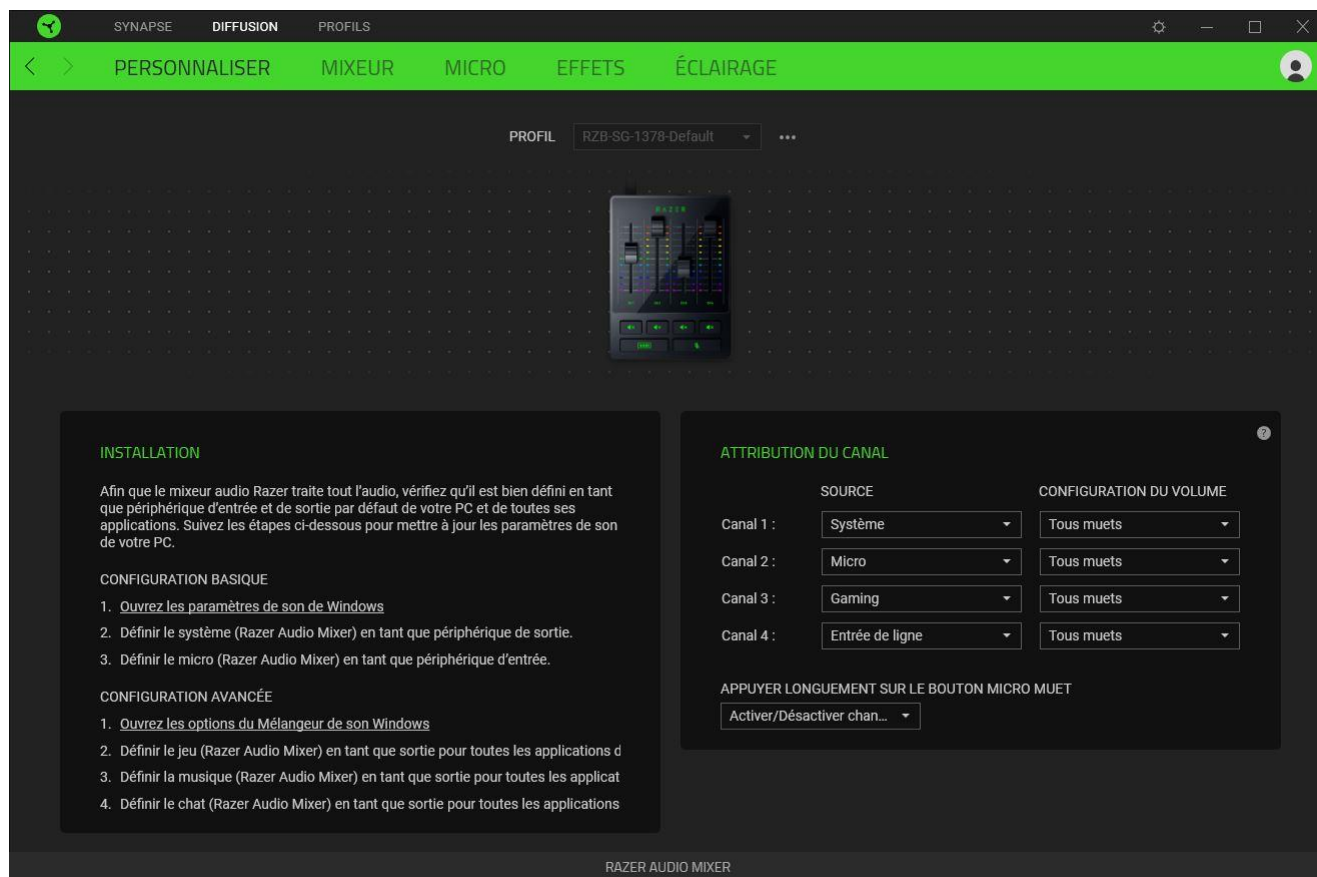 SYNAPSE DIFFUSION PROFILS
PERSONNALISER MIXEUR MICRO EFFETS ÉCLAIRAGE
PROFIL RZB-SG-1378-Default
RAZER
INSTALLATION
Afin que le mixeur audio Razer traite tout l'audio, vérifiez qu'il est bien défini en tant
que périphérique d'entrée et de sortie par défaut de votre PC et de toutes ses
applications. Suivez les étapes ci-dessous pour mettre à jour les paramètres de son
de votre PC.
CONFIGURATION BASIQUE
1. Ouvrez les paramètres de son de Windows
2. Définir le système (Razer Audio Mixer) en tant que périphérique de sortie.
3. Définir le micro (Razer Audio Mixer) en tant que périphérique d'entrée.
CONFIGURATION AVANCÉE
1. Ouvrez les options du Mélangeur de son Windows
2. Définir le jeu (Razer Audio Mixer) en tant que sortie pour toutes les applications d
3. Définir la musique (Razer Audio Mixer) en tant que sortie pour toutes les applicat
4. Définir le chat (Razer Audio Mixer) en tant que sortie pour toutes les applications
ATTRIBUTION DU CANAL
SOURCE CONFIGURATION DU VOLUME
Canal 1 : Système Tous muets
Canal 2 : Micro Tous muets
Canal 3 : Gaming Tous muets
Canal 4 : Entrée de ligne Tous muets
APPUYER LONGUEMENT SUR LE BOUTON MICRO MUET
Activer/Désactiver chan...
RAZER AUDIO MIXER